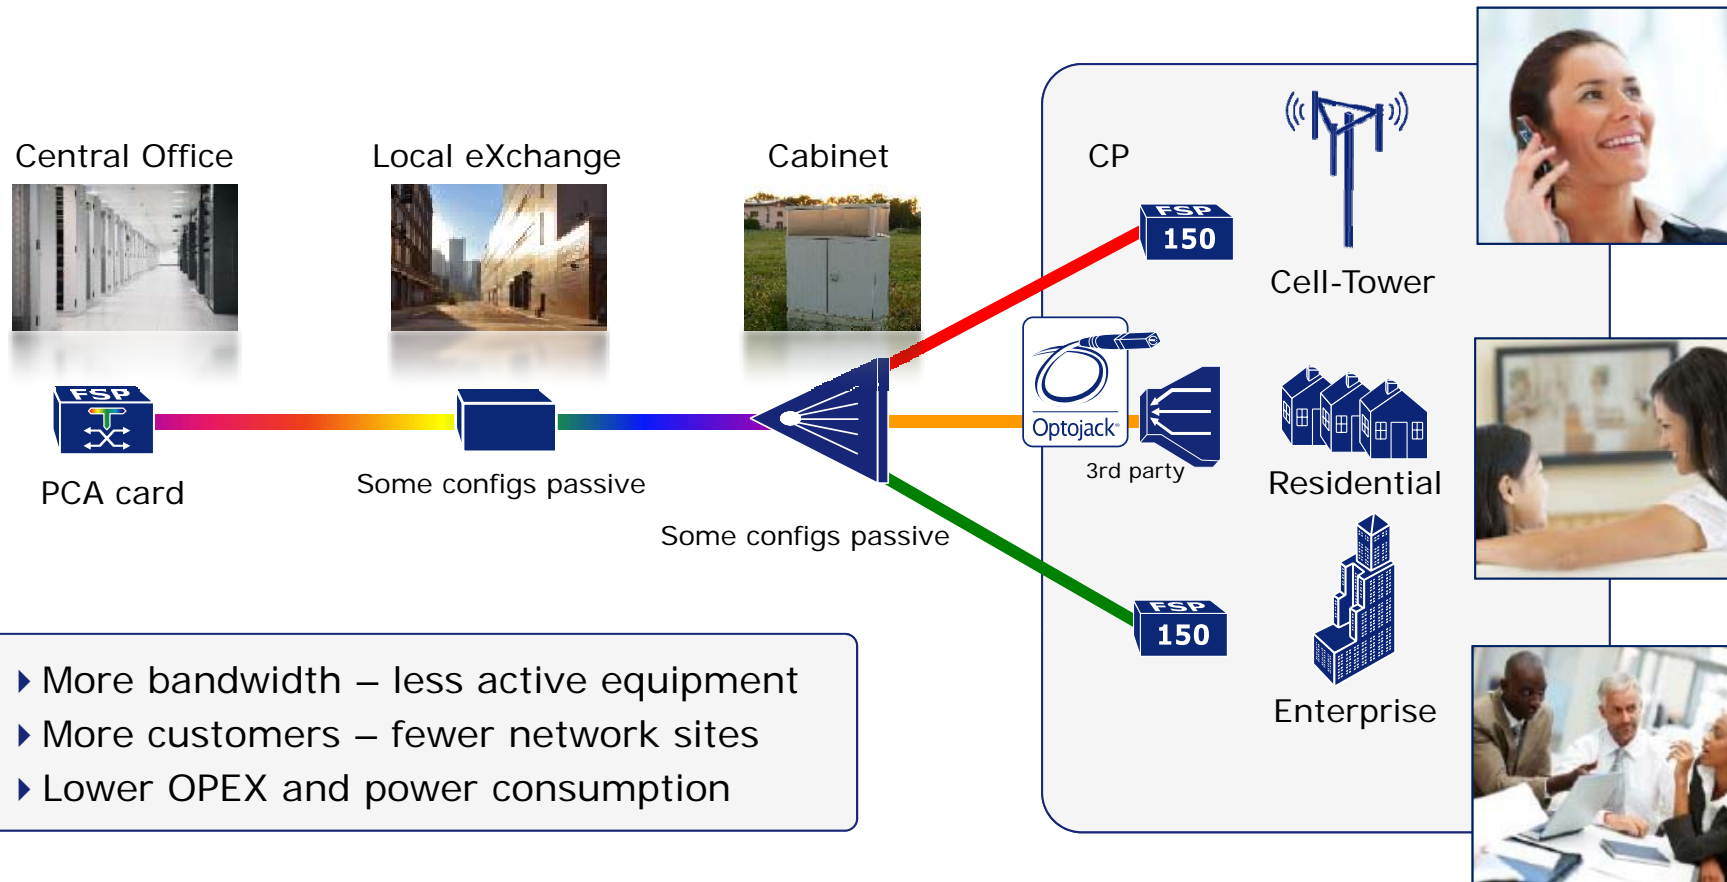 Central Office
Local eXchange
Cabinet
CP
FSP
150
Cell-Tower
FSP
PCA card
Some configs passive
Some configs passive
Optojack
3rd party
Residential
FSP
150
Enterprise
More bandwidth – less active equipment
More customers – fewer network sites
Lower OPEX and power consumption